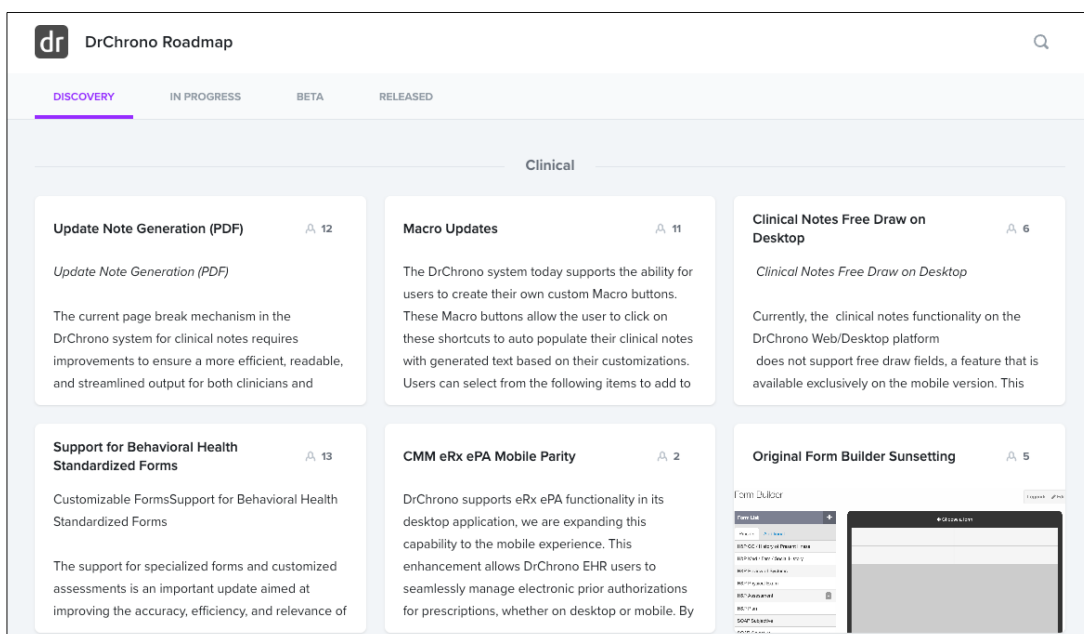 dr DrChrono Roadmap
DISCOVERY IN PROGRESS BETA RELEASED
Clinical
Update Note Generation (PDF) 12
Update Note Generation (PDF)
The current page break mechanism in the
DrChrono system for clinical notes requires
improvements to ensure a more efficient, readable,
and streamlined output for both clinicians and
Macro Updates 11
The DrChrono system today supports the ability for
users to create their own custom Macro buttons.
These Macro buttons allow the user to click on
these shortcuts to auto populate their clinical notes
with generated text based on their customizations.
Users can select from the following items to add to
Clinical Notes Free Draw on
Desktop 6
Clinical Notes Free Draw on Desktop
Currently, the clinical notes functionality on the
DrChrono Web/Desktop platform
does not support free draw fields, a feature that is
available exclusively on the mobile version. This
Support for Behavioral Health
Standardized Forms 13
Customizable FormsSupport for Behavioral Health
Standardized Forms
The support for specialized forms and customized
assessments is an important update aimed at
improving the accuracy, efficiency, and relevance of
CMM eRx ePA Mobile Parity 2
DrChrono supports eRx ePA functionality in its
desktop application, we are expanding this
capability to the mobile experience. This
enhancement allows DrChrono EHR users to
seamlessly manage electronic prior authorizations
for prescriptions, whether on desktop or mobile. By
Original Form Builder Sunsetting 5
Form Builder
Form List +
Choose a form
H&P Assessment
H&P Plan
SOAP Subjective